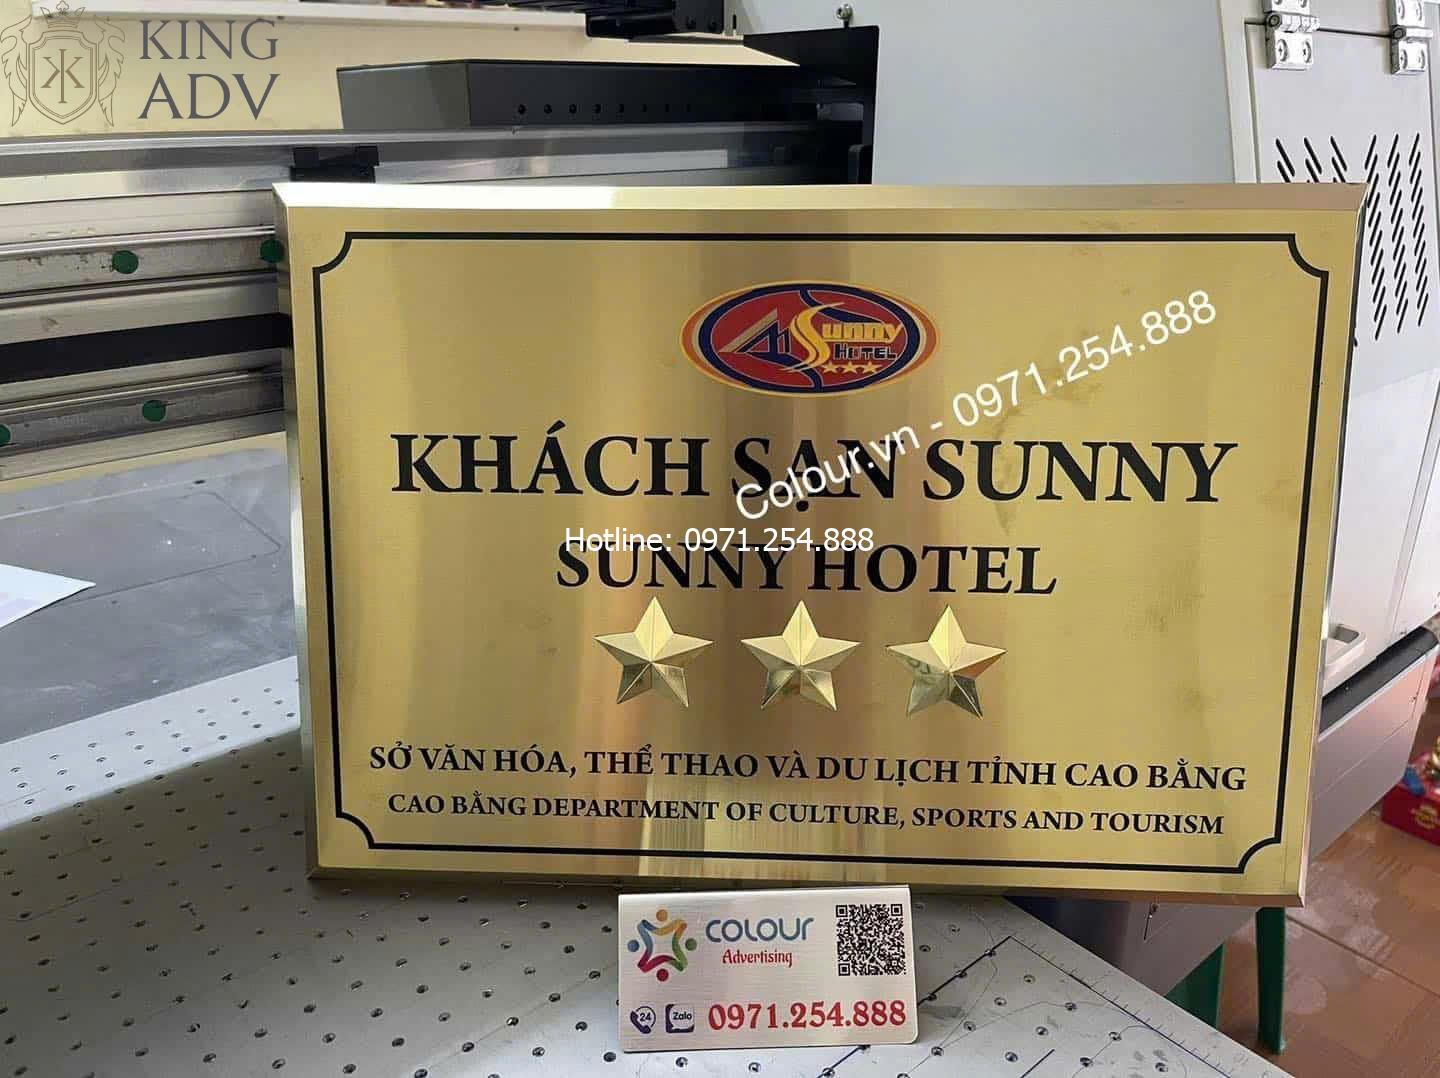 KING
ADV
Sunny
HOTEL
Colour.vn - 0971.254.888
KHÁCH SẠN SUNNY
Hotline: 0971.254.888
SUNNY HOTEL
SỞ VĂN HÓA, THỂ THAO VÀ DU LỊCH TỈNH CAO BẰNG
CAO BẰNG DEPARTMENT OF CULTURE, SPORTS AND TOURISM
COLOUR
Advertising
24 Zalo 0971.254.888